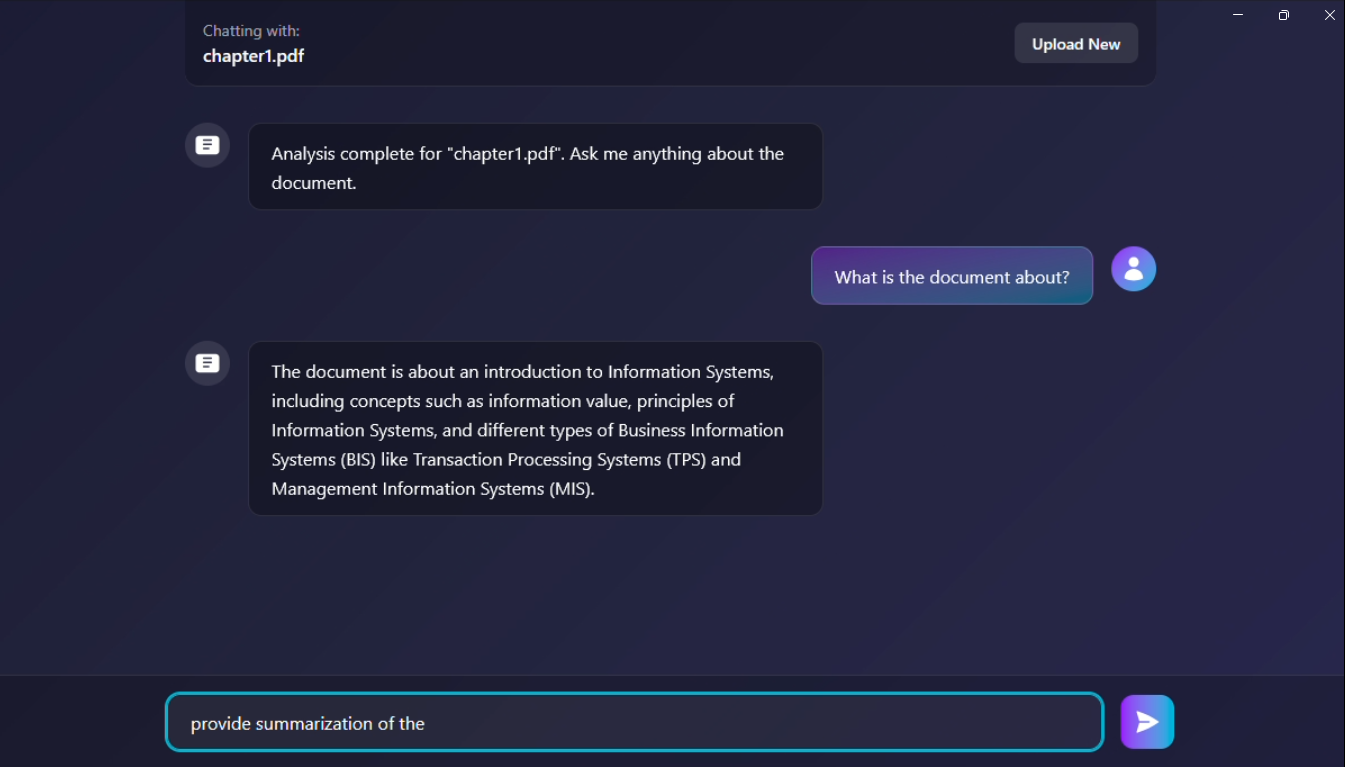 Chatting with:
chapter1.pdf
Upload New
Analysis complete for "chapter1.pdf". Ask me anything about the
document.
What is the document about?
The document is about an introduction to Information Systems,
including concepts such as information value, principles of
Information Systems, and different types of Business Information
Systems (BIS) like Transaction Processing Systems (TPS) and
Management Information Systems (MIS).
provide summarization of the